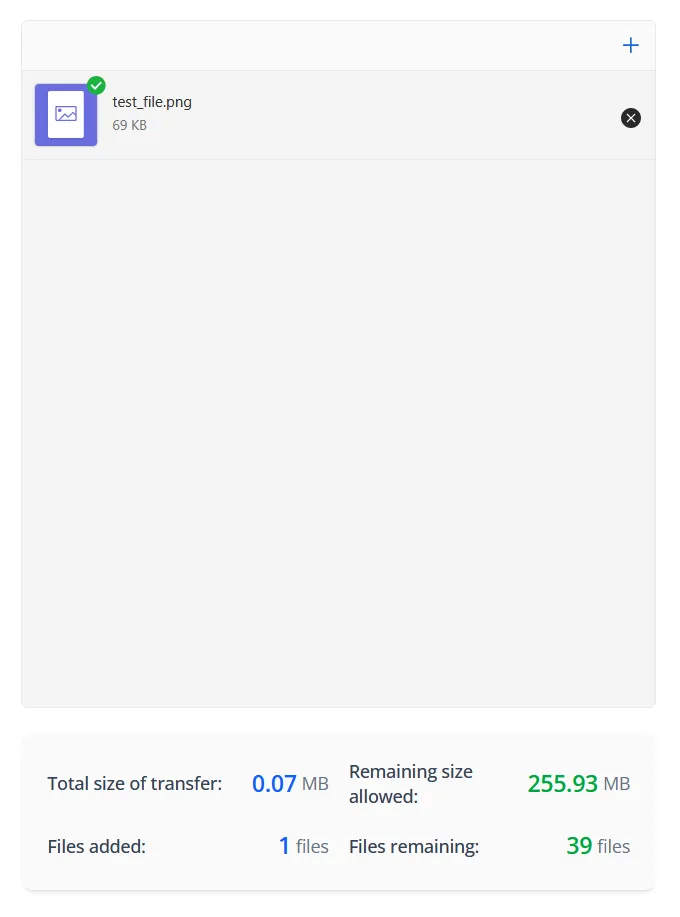 test_file.png
69 KB
Total size of transfer: 0.07 MB
Remaining size
allowed: 255.93 MB
Files added: 1 files
Files remaining: 39 files